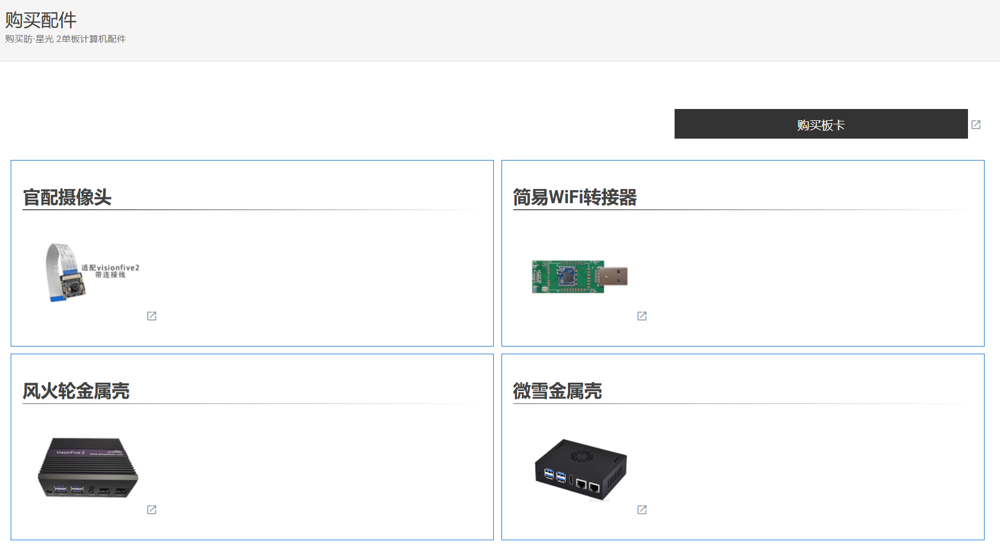 购买配件
购买昉·星光 2单板计算机配件
购买板卡
官配摄像头
适配visionfive2
带连接线
简易WiFi转接器
风火轮金属壳
VisionFive 2
微雪金属壳